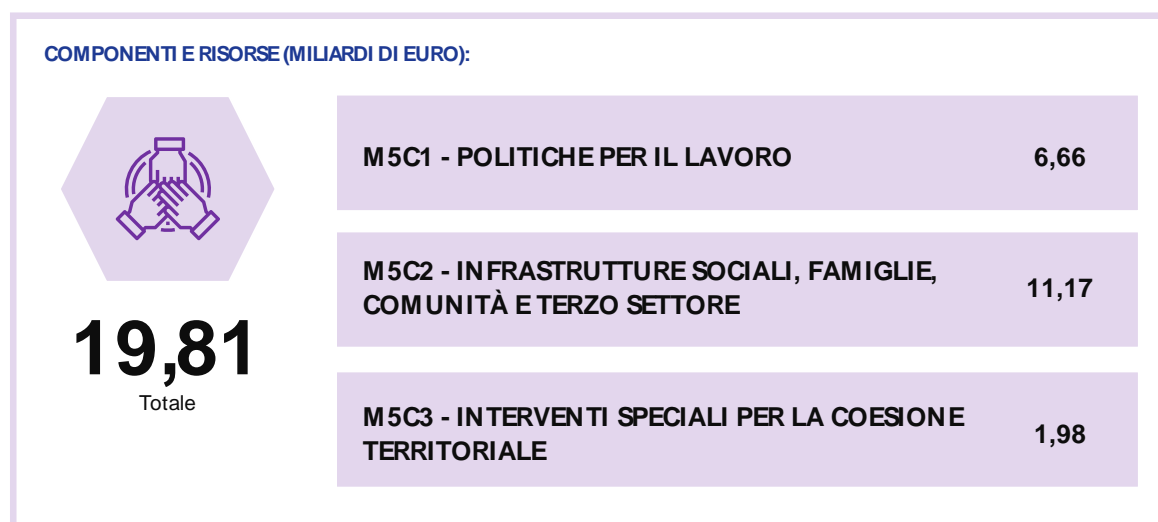 COMPONENTI E RISORSE (MILIARDI DI EURO):
M5C1 - POLITICHE PER IL LAVORO 6,66
M5C2 - INFRASTRUTTURE SOCIALI, FAMIGLIE,
COMUNITÀ E TERZO SETTORE 11,17
19,81
Totale
M5C3 - INTERVENTI SPECIALI PER LA COESIONE
TERRITORIALE 1,98